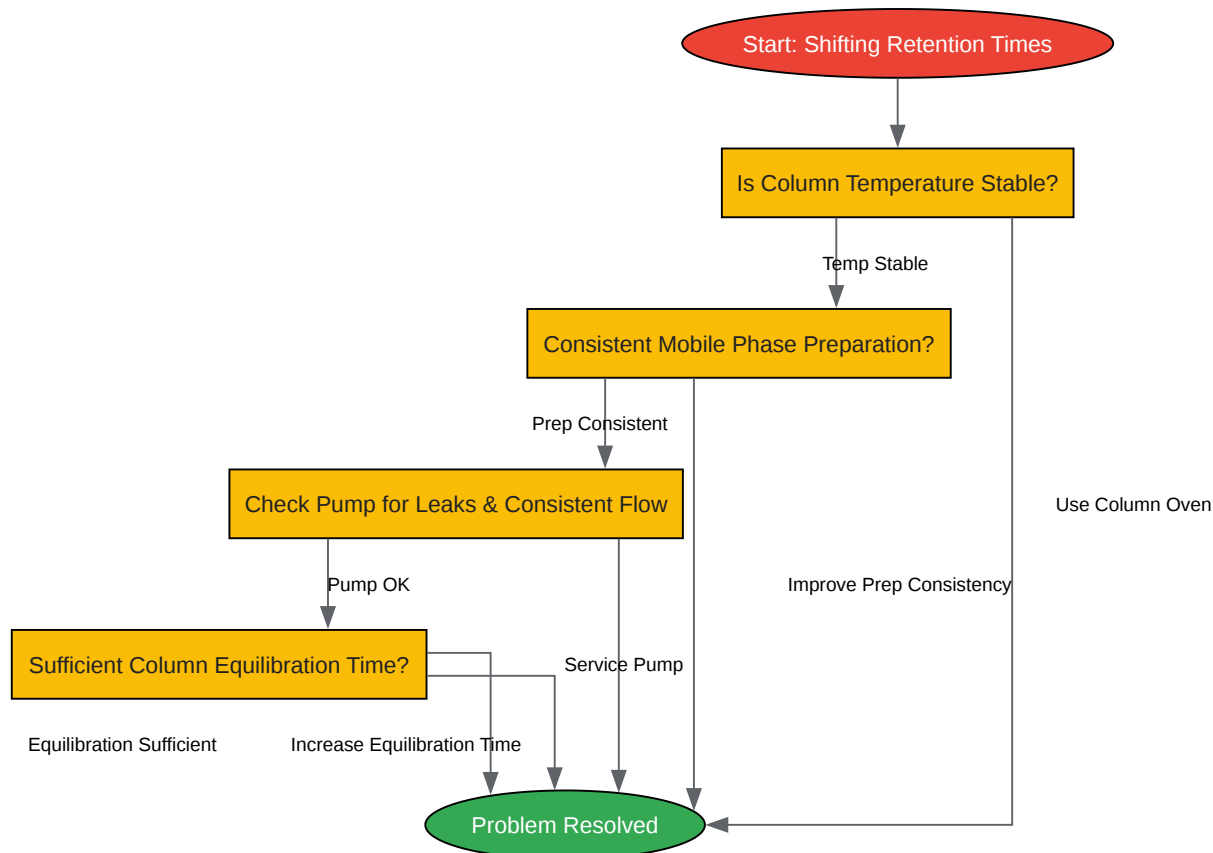 Start: Shifting Retention Times
Is Column Temperature Stable?
Temp Stable
Consistent Mobile Phase Preparation?
Prep Consistent
Check Pump for Leaks & Consistent Flow
Use Column Oven
Pump OK
Improve Prep Consistency
Sufficient Column Equilibration Time?
Service Pump
Equilibration Sufficient
Increase Equilibration Time
Problem Resolved